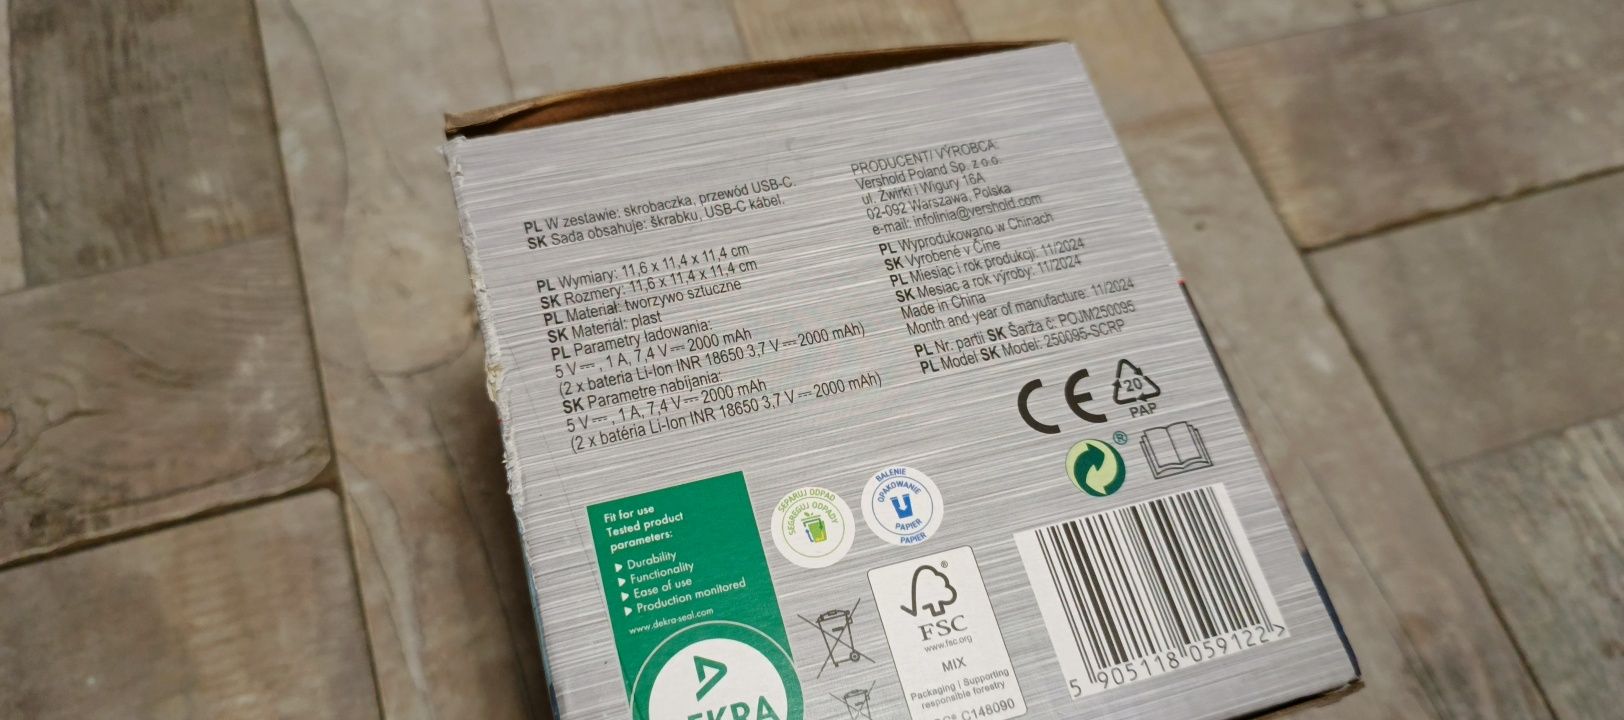 PL W zestawie: skrobaczka, przewód USB-C.
SK Sada obsahuje: škrabku, USB-C kábel.
PL Wymiary: 11,6 x 11,4 x 11,4 cm
SK Rozmery: 11,6 x 11,4 x 11,4 cm
PL Materiał: tworzywo sztuczne
SK Materiál: plast
PL Parametry ładowania:
5 V⎓, 1 A, 7,4 V⎓2000 mAh
(2 x bateria Li-Ion INR 18650 3,7 V⎓2000 mAh)
SK Parametre nabíjania:
5 V⎓, 1 A, 7,4 V⎓2000 mAh
(2 x batéria Li-Ion INR 18650 3,7 V⎓2000 mAh)
PRODUCENT/ VÝROBCA:
Vershold Poland Sp. z o.o.
ul. Żwirki i Wigury 16A
02-092 Warszawa, Polska
e-mail: infolinia@vershold.com
PL Wyprodukowano w Chinach
SK Vyrobené v Číne
PL Miesiąc i rok produkcji: 11/2024
SK Mesiac a rok výroby: 11/2024
Made in China
Month and year of manufacture: 11/2024
PL Nr. partii SK Šarža č: POJM250095
PL Model SK Model: 250095-SCRP
CE
20
PAP
®
Fit for use
Tested product
parameters:
Durability
Functionality
Ease of use
Production monitored
www.dekra-seal.com
DEKRA
SEPARUJ ODPAD
SEGREGUJ ODPADY
BALENIE
OPAKOWANIE
PAPIER
PAPIER
®
FSC
www.fsc.org
MIX
Packaging | Supporting
responsible forestry
C148090
5 905118 059122 >